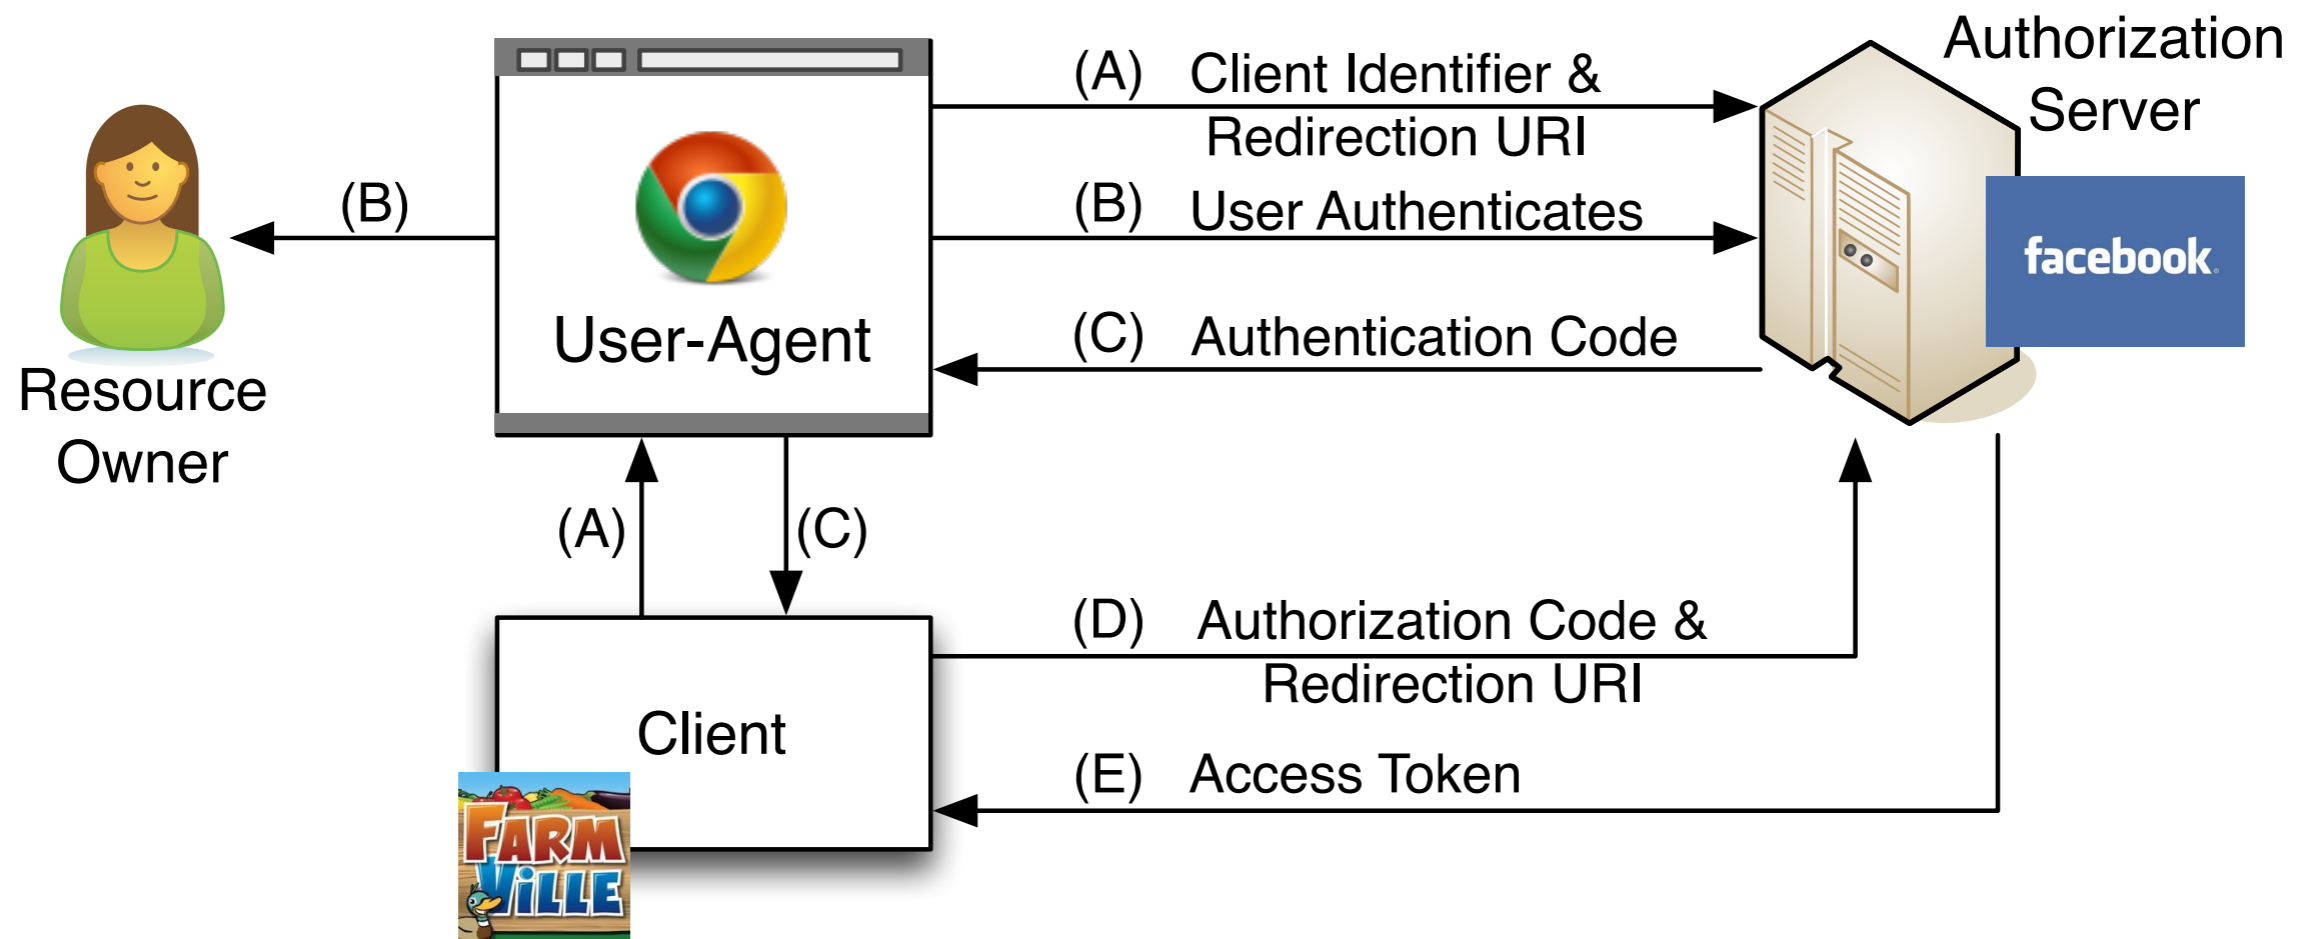 Authorization
Server
(A) Client Identifier &
Redirection URI
(B)
(B) User Authenticates
facebook
(C) Authentication Code
User-Agent
Resource
Owner
(A)
(C)
(D) Authorization Code &
Redirection URI
Client
(E) Access Token
FARM
VILLE